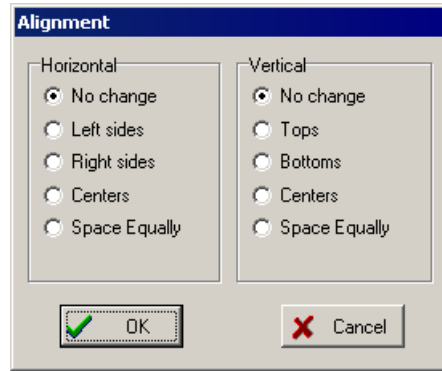 Alignment
Horizontal
No change
Left sides
Right sides
Centers
Space Equally
Vertical
No change
Tops
Bottoms
Centers
Space Equally
OK
Cancel